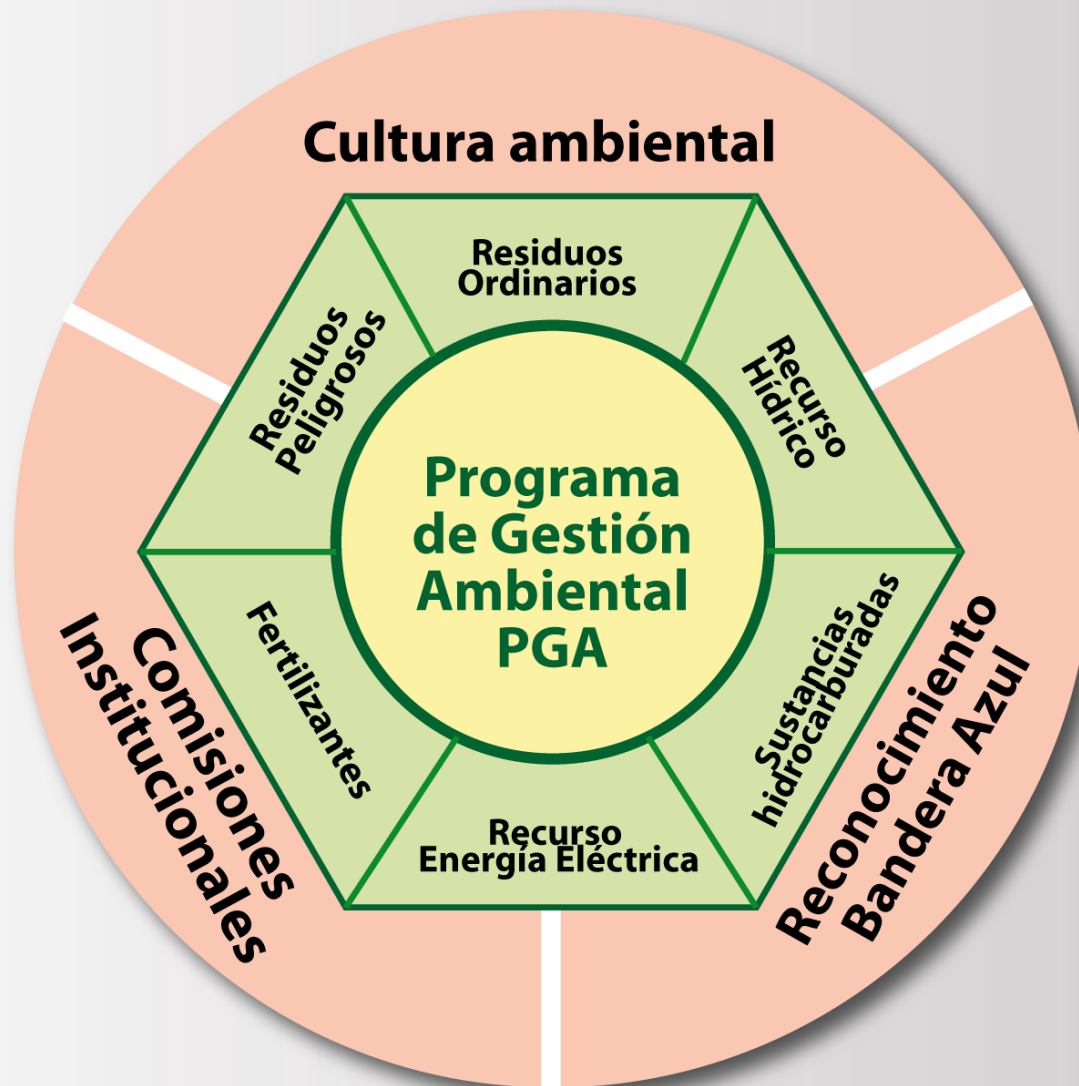 Cultura ambiental
Residuos
Ordinarios
Residuos
Peligrosos
Recurso
Hídrico
Programa
de Gestión
Ambiental
PGA
Fertilizantes
Sustancias
hidrocarburadas
Recurso
Energía Eléctrica
Comisiones
Institucionales
Reconocimiento
Bandera Azul